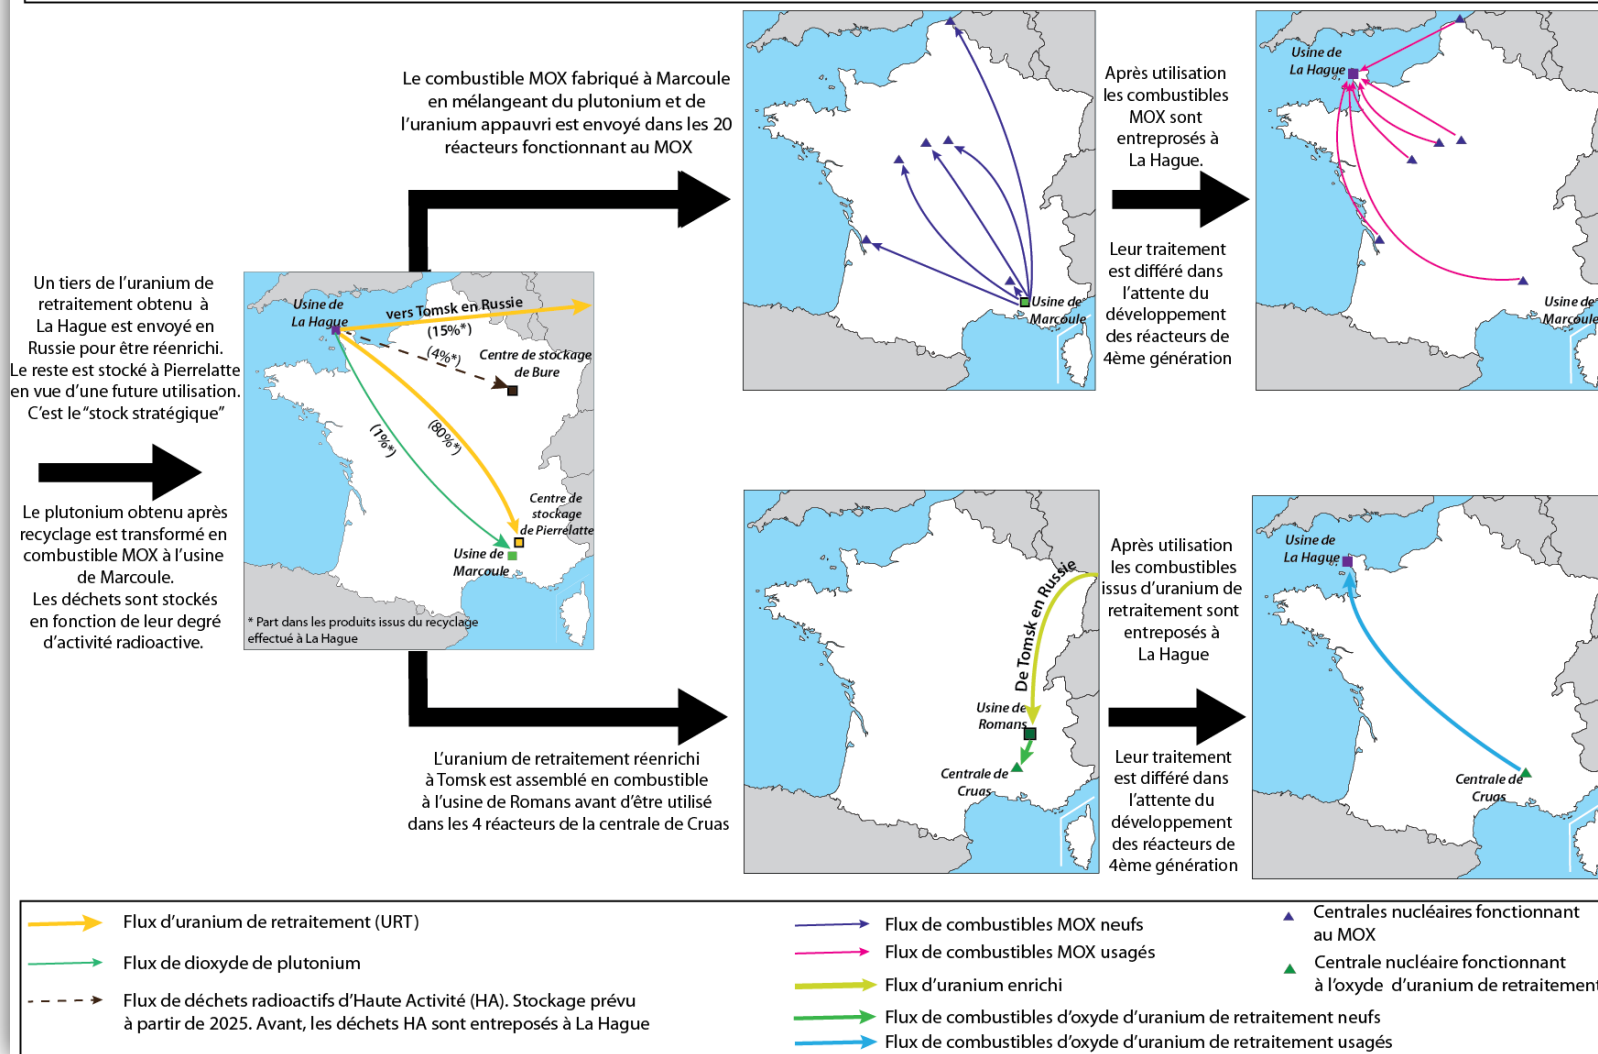 Un tiers de l'uranium de
retraitement obtenu à
La Hague est envoyé en
Russie pour être réenrichi.
Le reste est stocké à Pierrelatte
en vue d'une future utilisation.
C'est le "stock stratégique"
Le plutonium obtenu après
recyclage est transformé en
combustible MOX à l'usine
de Marcoule.
Les déchets sont stockés
en fonction de leur degré
d'activité radioactive.
Usine de
La Hague
vers Tomsk en Russie
(15%*)
(4%*)
Centre de stockage
de Bure
(80%*)
(1%*)
Centre de
stockage
de Pierrelatte
Usine de
Marcoule
* Part dans les produits issus du recyclage
effectué à La Hague
Le combustible MOX fabriqué à Marcoule
en mélangeant du plutonium et de
l'uranium appauvri est envoyé dans les 20
réacteurs fonctionnant au MOX
Usine de
Marcoule
Après utilisation
les combustibles
MOX sont
entreprosés à
La Hague.
Leur traitement
est différé dans
l'attente du
développement
des réacteurs de
4ème génération
Usine de
La Hague
Usine de
Marcoule
L'uranium de retraitement réenrichi
à Tomsk est assemblé en combustible
à l'usine de Romans avant d'être utilisé
dans les 4 réacteurs de la centrale de Cruas
De Tomsk en Russie
Usine de
Romans
Centrale de
Cruas
Après utilisation
les combustibles
issus d'uranium de
retraitement sont
entreposés à
La Hague
Leur traitement
est différé dans
l'attente du
développement
des réacteurs de
4ème génération
Usine de
La Hague
Centrale de
Cruas
Flux d'uranium de retraitement (URT)
Flux de dioxyde de plutonium
Flux de déchets radioactifs d'Haute Activité (HA). Stockage prévu
à partir de 2025. Avant, les déchets HA sont entreposés à La Hague
Flux de combustibles MOX neufs
Flux de combustibles MOX usagés
Flux d'uranium enrichi
Flux de combustibles d'oxyde d'uranium de retraitement neufs
Flux de combustibles d'oxyde d'uranium de retraitement usagés
Centrales nucléaires fonctionnant
au MOX
Centrale nucléaire fonctionnant
à l'oxyde d'uranium de retraitement